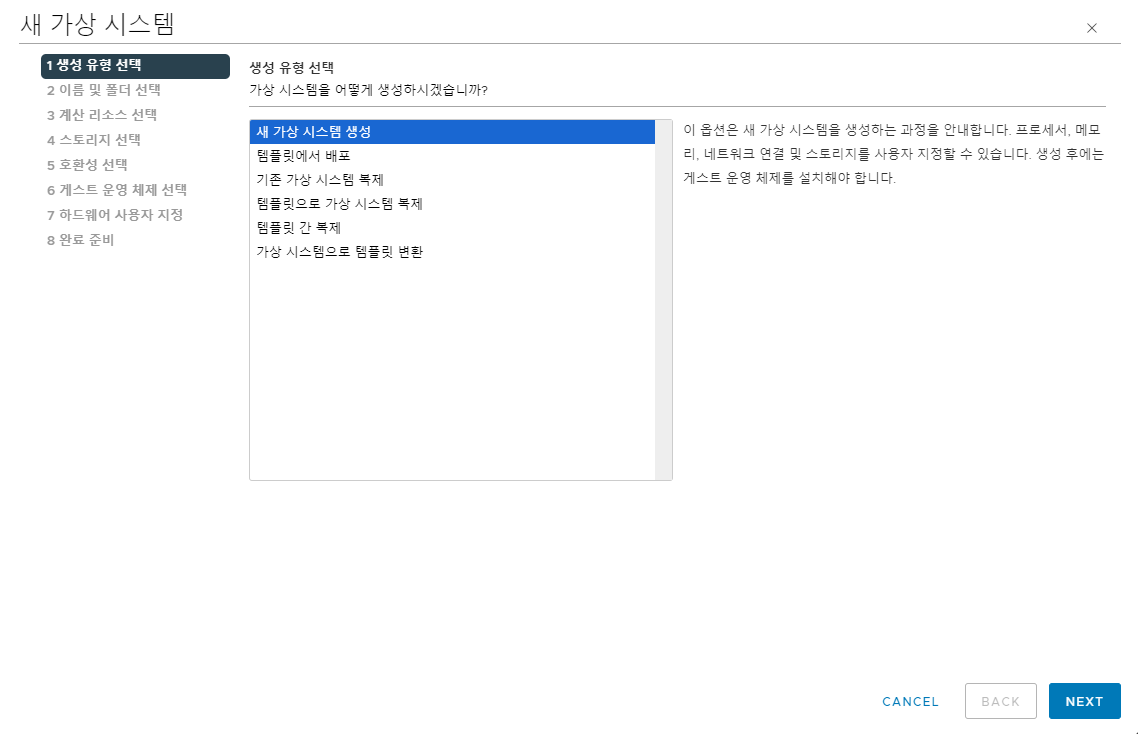 새 가상 시스템
1 생성 유형 선택
2 이름 및 폴더 선택
3 계산 리소스 선택
4 스토리지 선택
5 호환성 선택
6 게스트 운영 체제 선택
7 하드웨어 사용자 지정
8 완료 준비
생성 유형 선택
가상 시스템을 어떻게 생성하시겠습니까?
새 가상 시스템 생성
템플릿에서 배포
기존 가상 시스템 복제
템플릿으로 가상 시스템 복제
템플릿 간 복제
가상 시스템으로 템플릿 변환
이 옵션은 새 가상 시스템을 생성하는 과정을 안내합니다. 프로세서, 메모
리, 네트워크 연결 및 스토리지를 사용자 지정할 수 있습니다. 생성 후에는
게스트 운영 체제를 설치해야 합니다.
CANCEL
BACK
NEXT